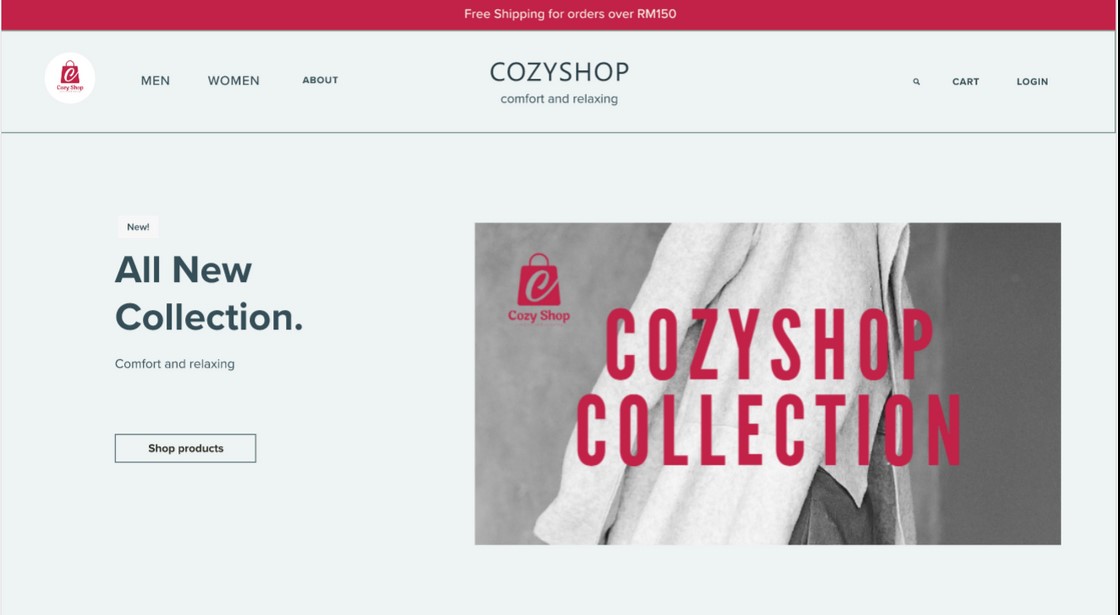 Free Shipping for orders over RM150
Cozy Shop
MEN
WOMEN
ABOUT
COZYSHOP
comfort and relaxing
CART
LOGIN
New!
All New
Collection.
Comfort and relaxing
Shop products
Cozy Shop
COZYSHOP
COLLECTION